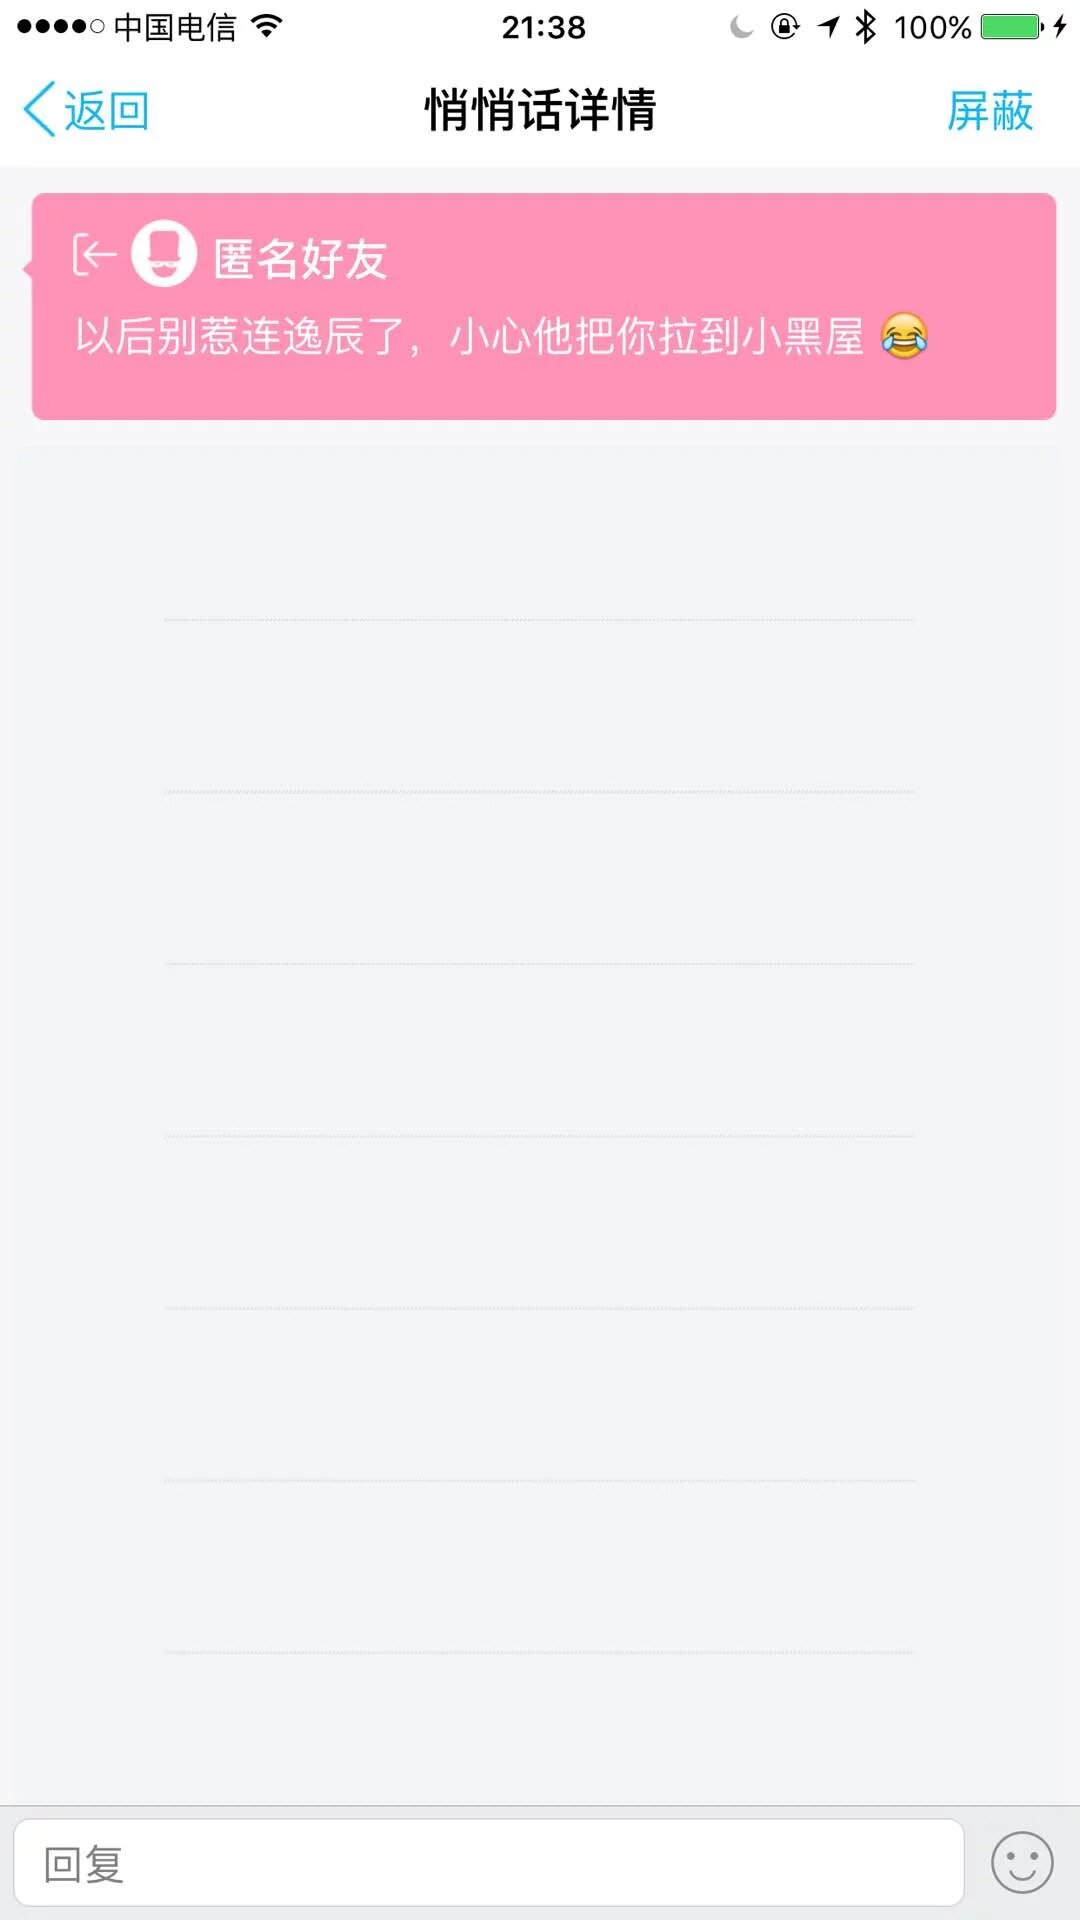 中国电信 21:38 100%
返回 悄悄话详情 屏蔽
匿名好友
以后别惹连逸辰了，小心他把你拉到小黑屋 😂
回复